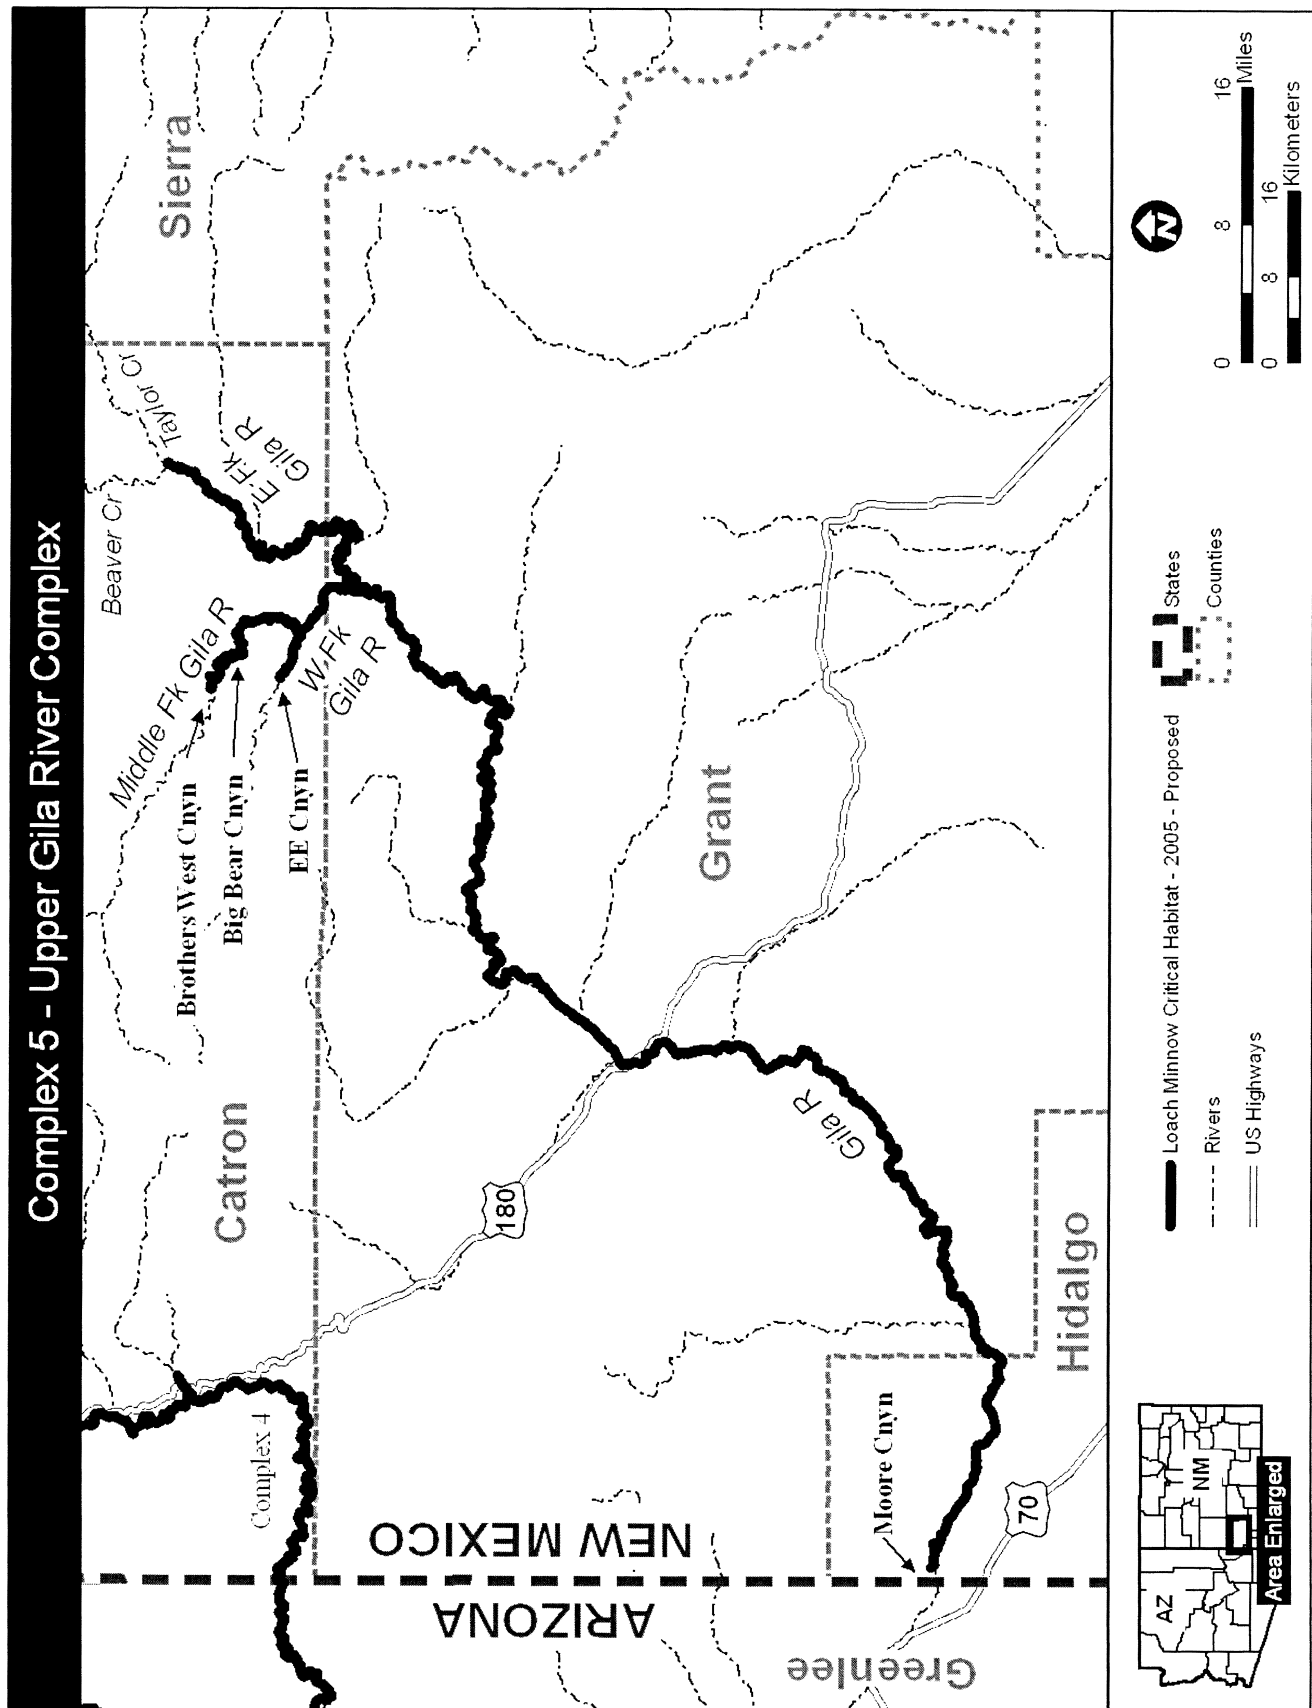 Complex 5 - Upper Gila River Complex
Sierra
Taylor Cr
Beaver Cr
E Fk
Gila R
Middle Fk Gila R
W Fk
Gila R
Brothers West Cnyn
Big Bear Cnyn
EE Cnyn
Catron
Complex 4
180
Grant
Gila R
NEW MEXICO
ARIZONA
Moore Cnyn
Hidalgo
70
Greenlee
AZ
NM
Area Enlarged
Loach Minnow Critical Habitat - 2005 - Proposed
Rivers
US Highways
States
Counties
N
0 8 16
Miles
0 8 16
Kilometers